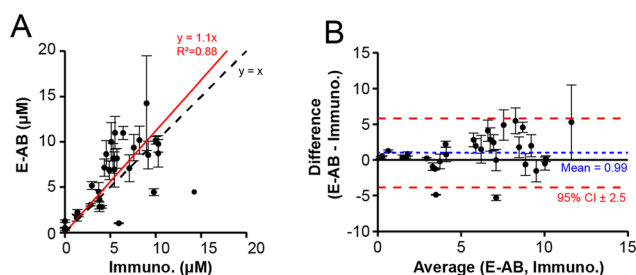 A
y = 1.1x
R²=0.88
y = x
E-AB
(µM)
20
15
10
5
0
0
5
10
15
20
Immuno. (µM)
B
Difference
(E-AB - Immuno.)
15
10
5
0
-5
-10
Mean = 0.99
95% CI ± 2.5
0
5
10
15
Average (E-AB, Immuno.)